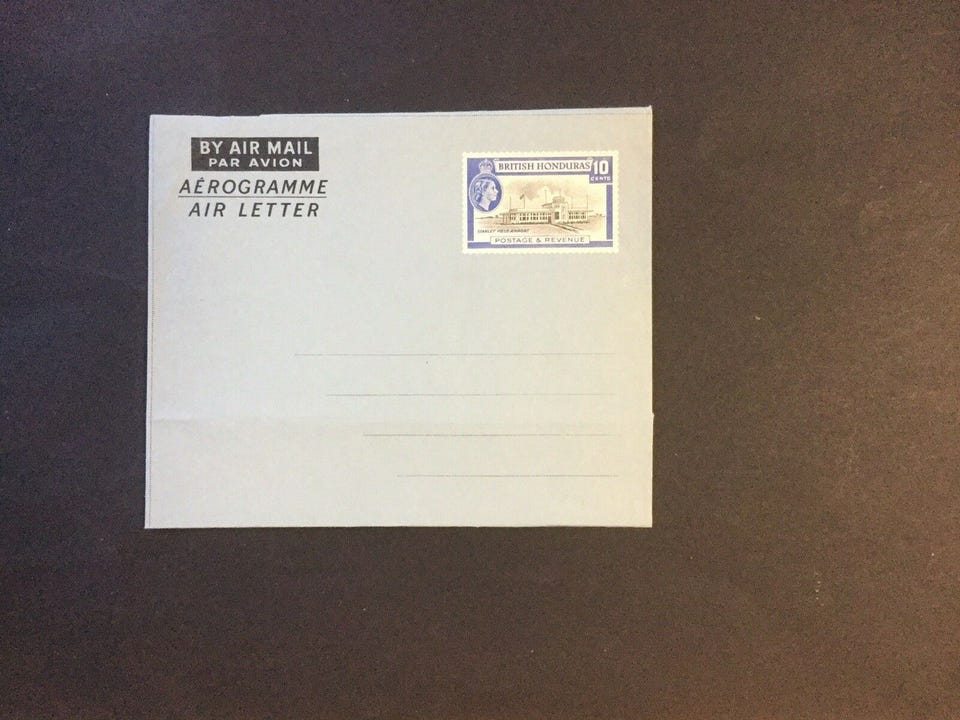 BY AIR MAIL
PAR AVION
AÉROGRAMME
AIR LETTER
BRITISH HONDURAS 10
CENTS
STANLEY FIELD AIRPORT
POSTAGE & REVENUE